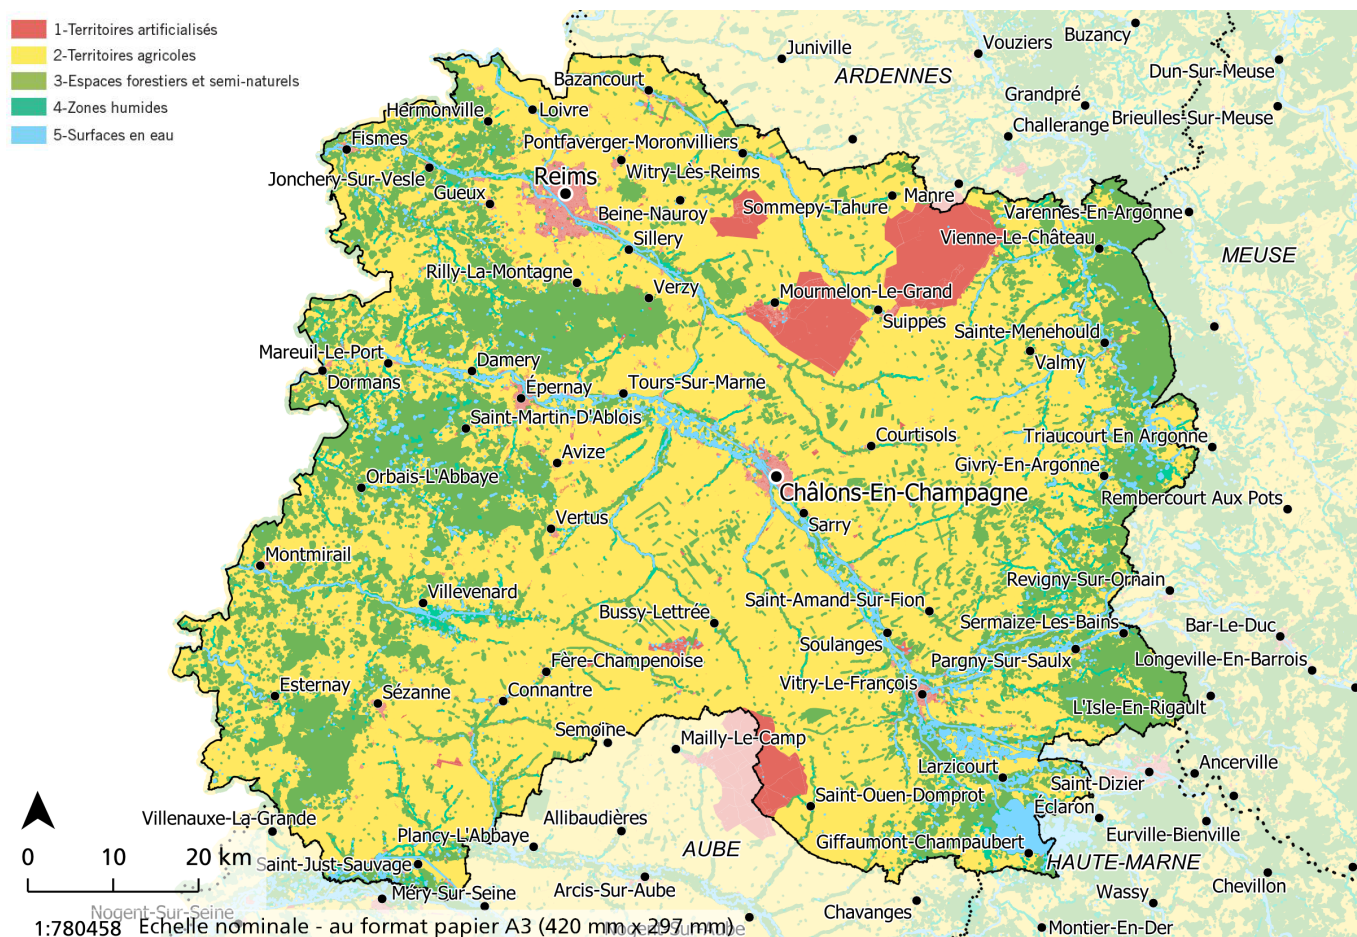 1-Territoires artificialisés
2-Territoires agricoles
3-Espaces forestiers et semi-naturels
4-Zones humides
5-Surfaces en eau
Buzancy
Vouziers
Juniville
ARDENNES
Dun-Sur-Meuse
Bazancourt
Grandpré
Hermonville
Loivre
Brieulles-Sur-Meuse
Challerange
Fismes
Pontfaverger-Moronvilliers
Jonchery-Sur-Vesle
Reims
Witry-Lès-Reims
Gueux
Manre
Beine-Nauroy
Sommepy-Tahure
Varennes-En-Argonne
Sillery
Vienne-Le-Château
MEUSE
Rilly-La-Montagne
Verzy
Mourmelon-Le-Grand
Suippes
Sainte-Menehould
Mareuil-Le-Port
Damery
Valmy
Dormans
Épernay
Tours-Sur-Marne
Saint-Martin-D'Ablois
Courtisols
Triaucourt En Argonne
Avize
Givry-En-Argonne
Orbais-L'Abbaye
Châlons-En-Champagne
Rembercourt Aux Pots
Vertus
Sarry
Montmirail
Revigny-Sur-Ornain
Villevenard
Saint-Amand-Sur-Fion
Bussy-Lettrée
Sermaize-Les-Bains
Bar-Le-Duc
Soulanges
Fère-Champenoise
Pargny-Sur-Saulx
Longeville-En-Barrois
Esternay
Sézanne
Connantre
Vitry-Le-François
L'Isle-En-Rigault
Semoine
Mailly-Le-Camp
Larzicourt
Ancerville
Saint-Dizier
Saint-Ouen-Domprot
Éclaron
Villenauxe-La-Grande
Allibaudières
Plancy-L'Abbaye
Giffaumont-Champaubert
Eurville-Bienville
AUBE
0 10 20 km
Saint-Just-Sauvage
HAUTE-MARNE
Arcis-Sur-Aube
Méry-Sur-Seine
Wassy
Chevillon
Nogent-Sur-Seine
Chavanges
1:780458 Echelle nominale - au format papier A3 (420 mm x 297 mm)
Nogent-Sur-Aube
Montier-En-Der